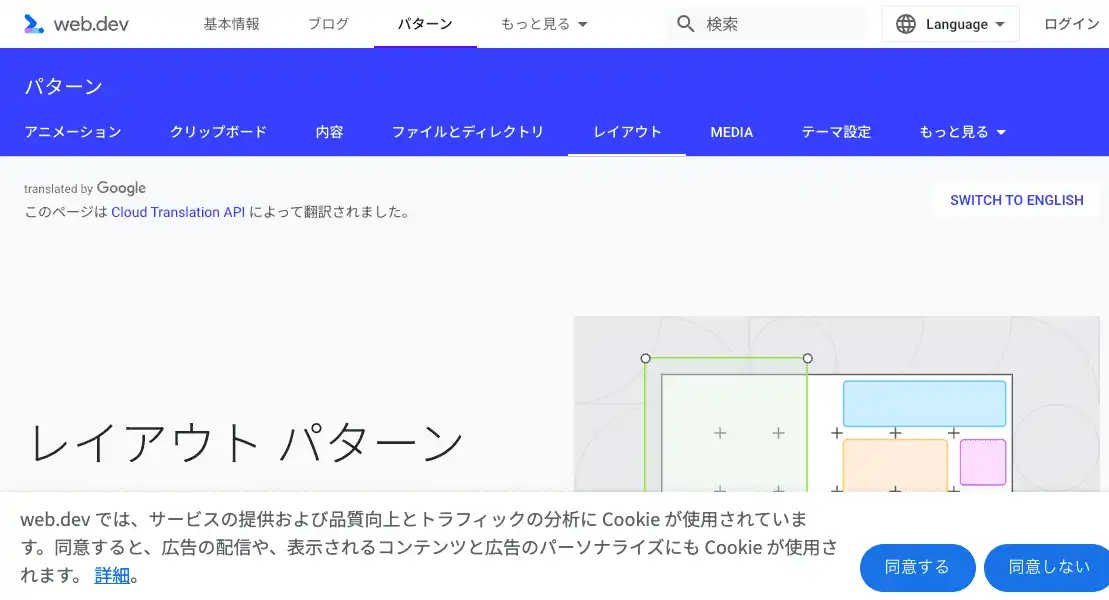 web.dev 基本情報 ブログ パターン もっと見る 検索 Language ログイン
パターン
アニメーション クリップボード 内容 ファイルとディレクトリ レイアウト MEDIA テーマ設定 もっと見る
translated by Google
このページは Cloud Translation API によって翻訳されました。
SWITCH TO ENGLISH
レイアウト パターン
web.dev では、サービスの提供および品質向上とトラフィックの分析に Cookie が使用されていま
す。同意すると、広告の配信や、表示されるコンテンツと広告のパーソナライズにも Cookie が使用さ
れます。 詳細。
同意する 同意しない